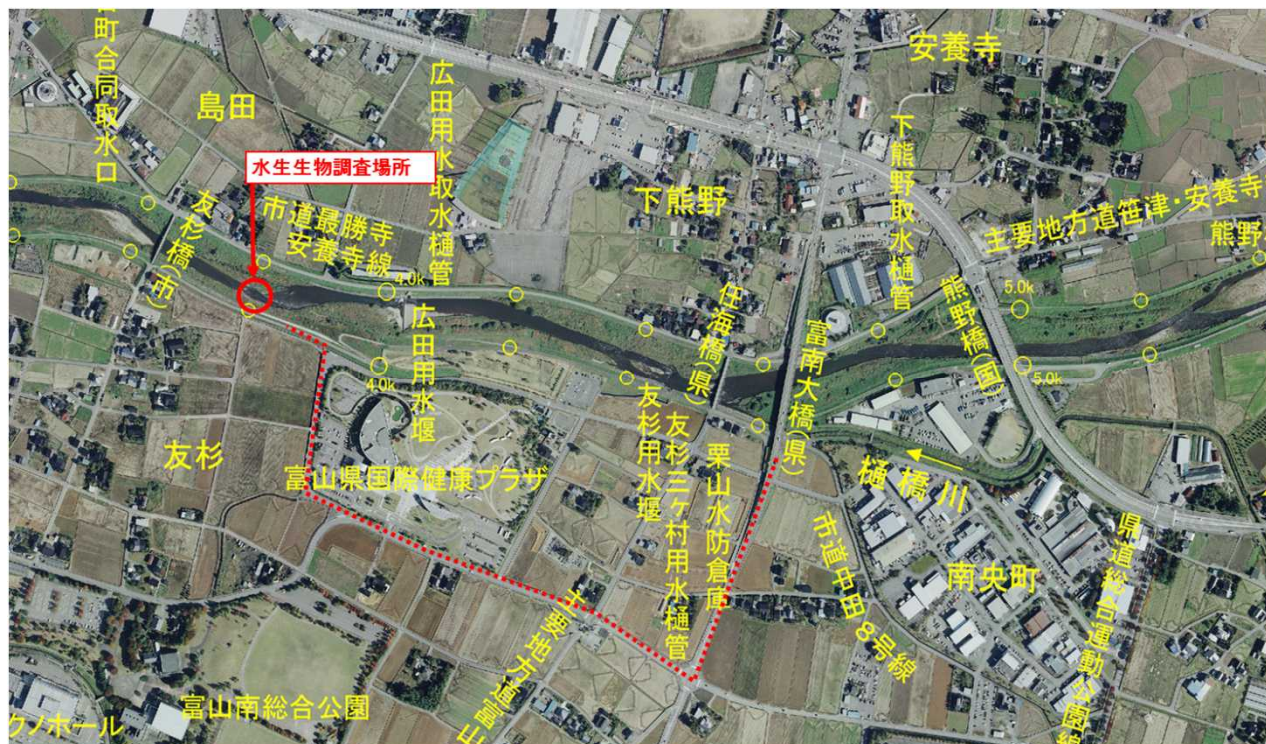 町合同取水口
島田
水生生物調査場所
友杉橋(市)
市道最勝寺
安養寺線
広田用水取水樋管
4.0k
4.0k
広田用水堰
下熊野
安養寺
下熊野取水樋管
主要地方道笹津・安養寺
熊野
任海橋(県)
富南大橋(県)
熊野橋(国)
5.0k
5.0k
友杉
富山県国際健康プラザ
友杉用水堰
友杉三ヶ村用水樋管
栗山水防倉庫
樋橋川
市道中田8号線
南央町
県道総合運動公園線
主要地方道富山
富山南総合公園
クノホール